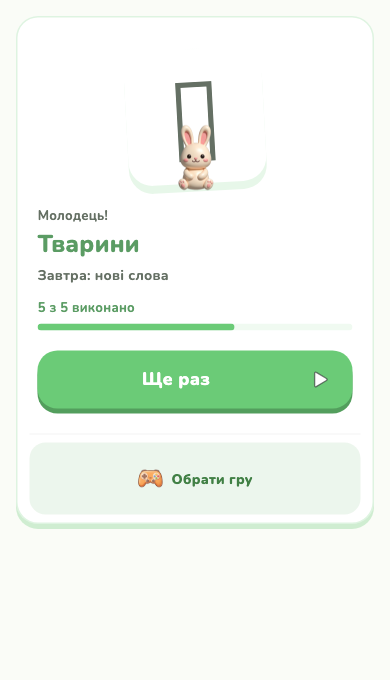 Молодець!
Тварини
Завтра: нові слова
5 з 5 виконано
Ще раз
Обрати гру